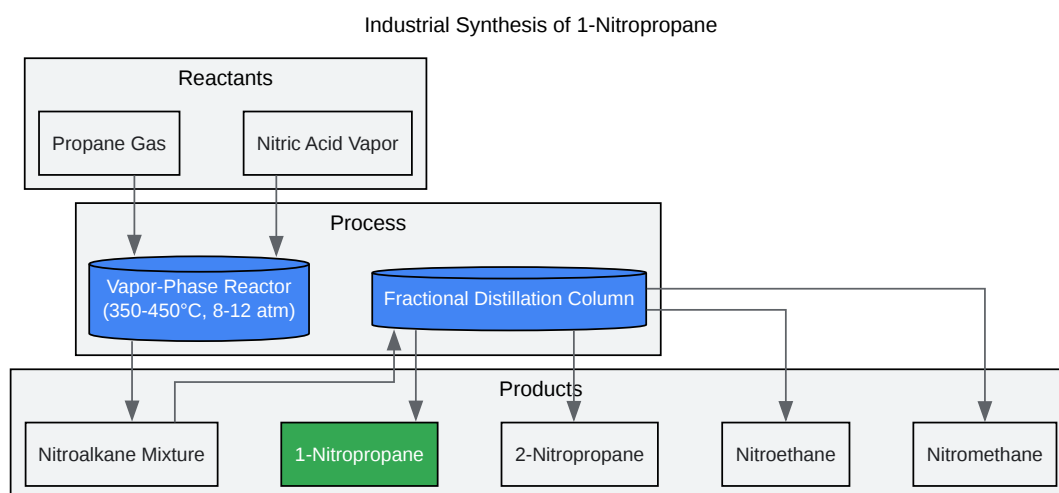 Industrial Synthesis of 1-Nitropropane
Reactants
Propane Gas
Nitric Acid Vapor
Process
Vapor-Phase Reactor
(350-450°C, 8-12 atm)
Fractional Distillation Column
Products
Nitroalkane Mixture
1-Nitropropane
2-Nitropropane
Nitroethane
Nitromethane